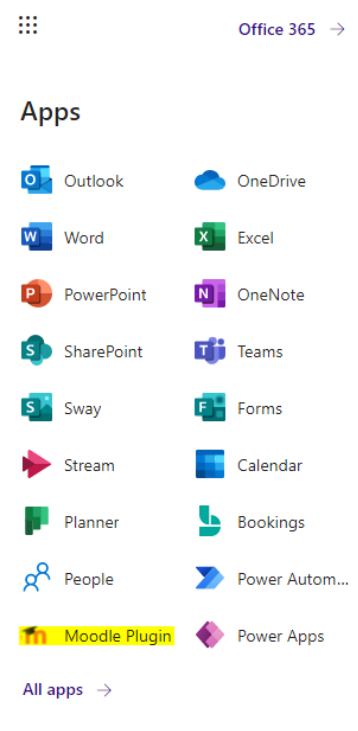 Office 365 →
Apps
Outlook OneDrive
Word Excel
PowerPoint OneNote
SharePoint Teams
Sway Forms
Stream Calendar
Planner Bookings
People Power Autom...
Moodle Plugin Power Apps
All apps →